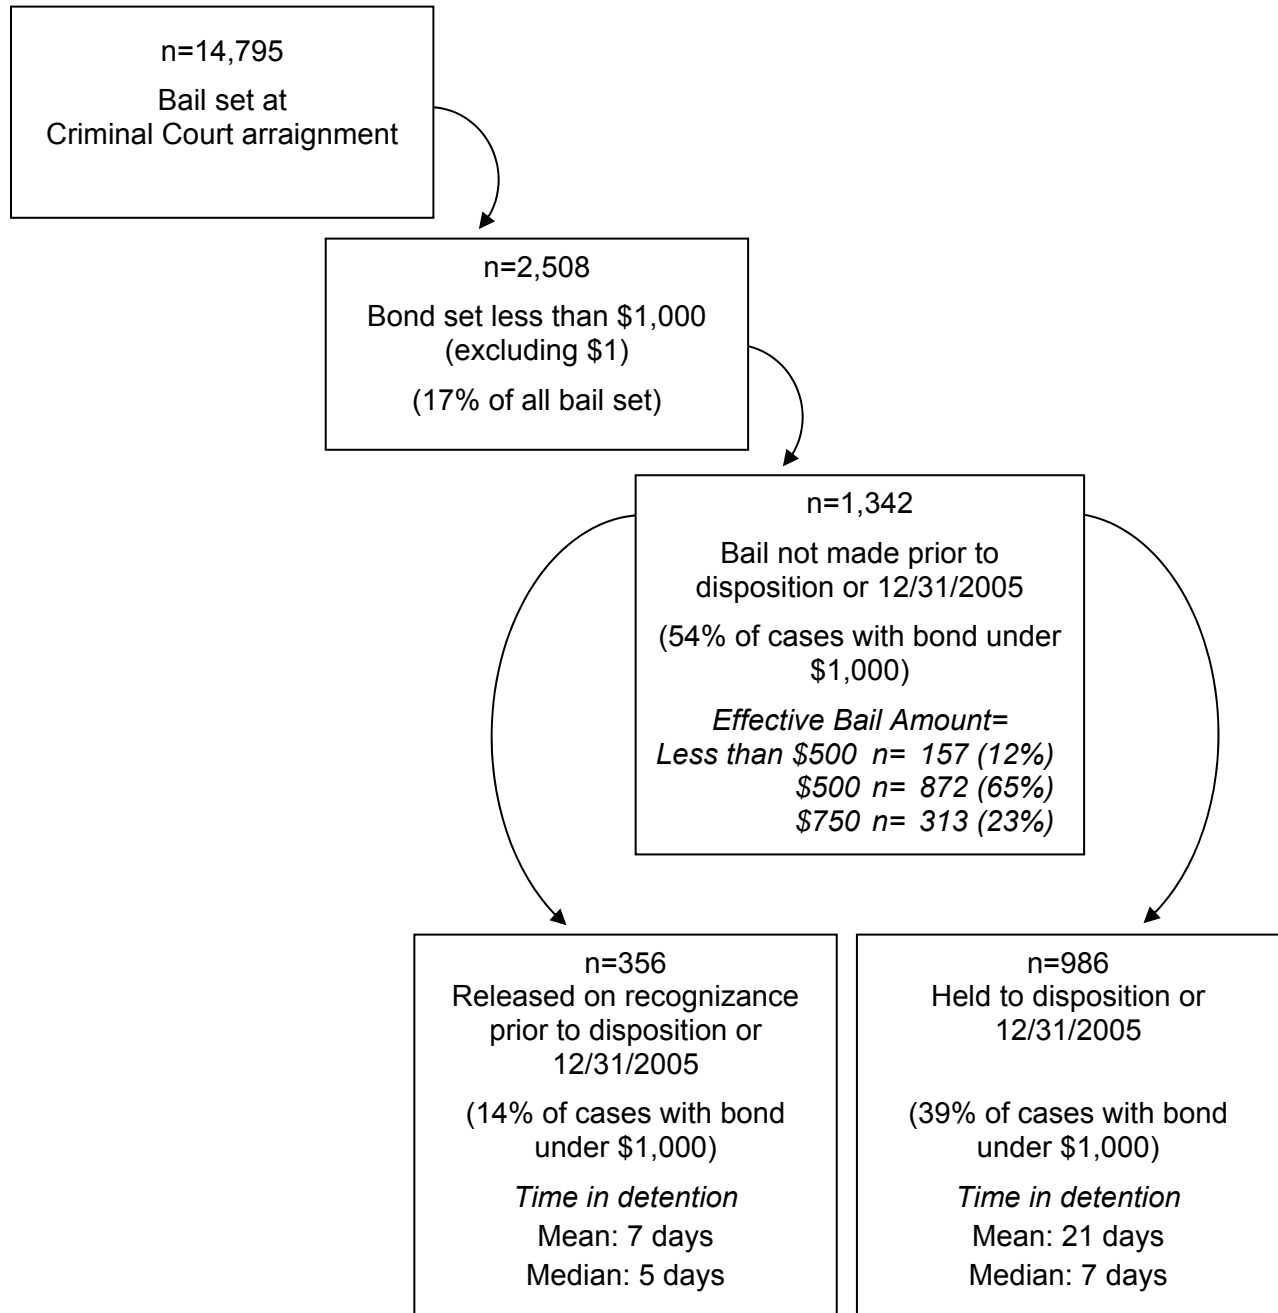 n=14,795
Bail set at
Criminal Court arraignment
n=2,508
Bond set less than $1,000
(excluding $1)
(17% of all bail set)
n=1,342
Bail not made prior to
disposition or 12/31/2005
(54% of cases with bond under
$1,000)
Effective Bail Amount=
Less than $500 n= 157 (12%)
$500 n= 872 (65%)
$750 n= 313 (23%)
n=356
Released on recognizance
prior to disposition or
12/31/2005
(14% of cases with bond
under $1,000)
Time in detention
Mean: 7 days
Median: 5 days
n=986
Held to disposition or
12/31/2005
(39% of cases with bond
under $1,000)
Time in detention
Mean: 21 days
Median: 7 days